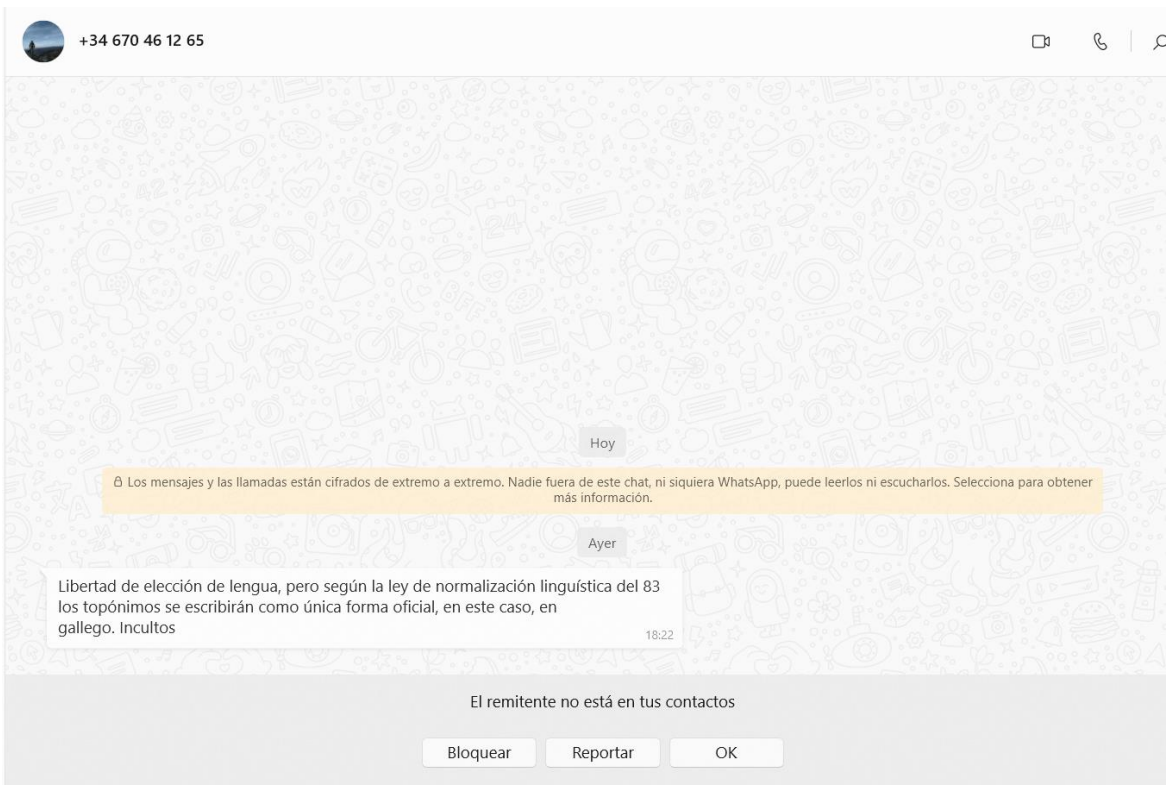 +34 670 46 12 65
Hoy
Los mensajes y las llamadas están cifrados de extremo a extremo. Nadie fuera de este chat, ni siquiera WhatsApp, puede leerlos ni escucharlos. Selecciona para obtener
más información.
Ayer
Libertad de elección de lengua, pero según la ley de normalización linguística del 83
los topónimos se escribirán como única forma oficial, en este caso, en
gallego. Incultos
18:22
El remitente no está en tus contactos
Bloquear Reportar OK